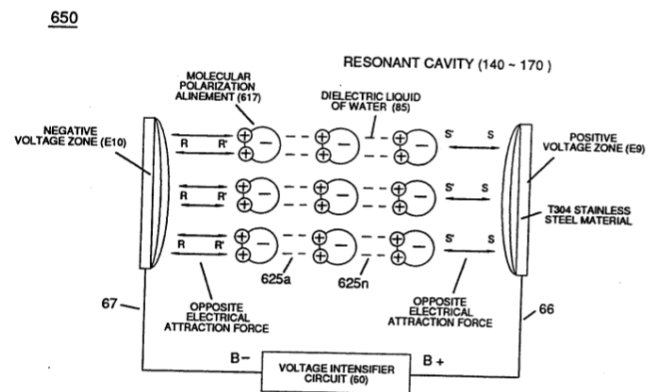 650
RESONANT CAVITY (140 ~ 170 )
MOLECULAR
POLARIZATION
ALINEMENT (617)
DIELECTRIC LIQUID
OF WATER (85)
NEGATIVE
VOLTAGE ZONE (E10)
POSITIVE
VOLTAGE ZONE (E9)
R R' + − + − + − S' S
R R' + − + − + − S' S
T304 STAINLESS
STEEL MATERIAL
R R' + − + − + − S' S
625a 625n
67
OPPOSITE
ELECTRICAL
ATTRACTION FORCE
OPPOSITE
ELECTRICAL
ATTRACTION FORCE
66
B− B+
VOLTAGE INTENSIFIER
CIRCUIT (60)